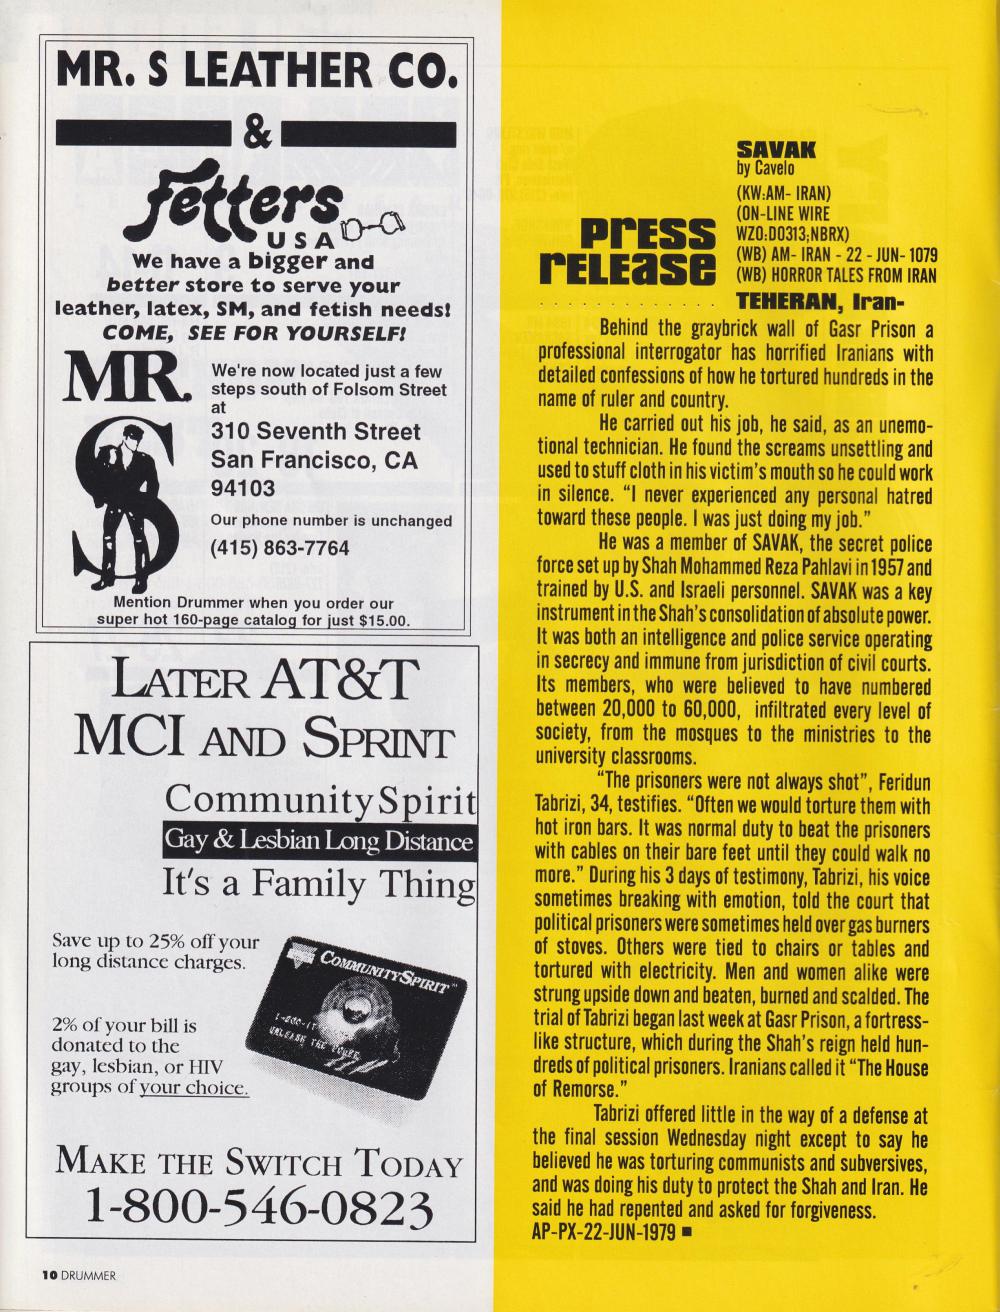 MR. S LEATHER CO.
&
Fetters
USA
We have a bigger and
better store to serve your
leather, latex, SM, and fetish needs!
COME, SEE FOR YOURSELF!
MR.
S
We're now located just a few
steps south of Folsom Street
at
310 Seventh Street
San Francisco, CA
94103
Our phone number is unchanged
(415) 863-7764
Mention Drummer when you order our
super hot 160-page catalog for just $15.00.
LATER AT&T
MCI AND SPRINT
CommunitySpirit
Gay & Lesbian Long Distance
It's a Family Thing
Save up to 25% off your
long distance charges.
2% of your bill is
donated to the
gay, lesbian, or HIV
groups of your choice.
COMMUNITYSPIRIT
UNLEASH THE POWER
MAKE THE SWITCH TODAY
1-800-546-0823
10 DRUMMER
PrESS
rELEaSE
SAVAK
by Cavelo
(KW:AM- IRAN)
(ON-LINE WIRE
WZO:D0313;NBRX)
(WB) AM- IRAN - 22 - JUN- 1079
(WB) HORROR TALES FROM IRAN
TEHERAN, Iran-
Behind the graybrick wall of Gasr Prison a
professional interrogator has horrified Iranians with
detailed confessions of how he tortured hundreds in the
name of ruler and country.
He carried out his job, he said, as an unemo-
tional technician. He found the screams unsettling and
used to stuff cloth in his victim's mouth so he could work
in silence. "I never experienced any personal hatred
toward these people. I was just doing my job."
He was a member of SAVAK, the secret police
force set up by Shah Mohammed Reza Pahlavi in 1957 and
trained by U.S. and Israeli personnel. SAVAK was a key
instrument in the Shah's consolidation of absolute power.
It was both an intelligence and police service operating
in secrecy and immune from jurisdiction of civil courts.
Its members, who were believed to have numbered
between 20,000 to 60,000, infiltrated every level of
society, from the mosques to the ministries to the
university classrooms.
"The prisoners were not always shot", Feridun
Tabrizi, 34, testifies. "Often we would torture them with
hot iron bars. It was normal duty to beat the prisoners
with cables on their bare feet until they could walk no
more." During his 3 days of testimony, Tabrizi, his voice
sometimes breaking with emotion, told the court that
political prisoners were sometimes held over gas burners
of stoves. Others were tied to chairs or tables and
tortured with electricity. Men and women alike were
strung upside down and beaten, burned and scalded. The
trial of Tabrizi began last week at Gasr Prison, a fortress-
like structure, which during the Shah's reign held hun-
dreds of political prisoners. Iranians called it "The House
of Remorse."
Tabrizi offered little in the way of a defense at
the final session Wednesday night except to say he
believed he was torturing communists and subversives,
and was doing his duty to protect the Shah and Iran. He
said he had repented and asked for forgiveness.
AP-PX-22-JUN-1979 ■